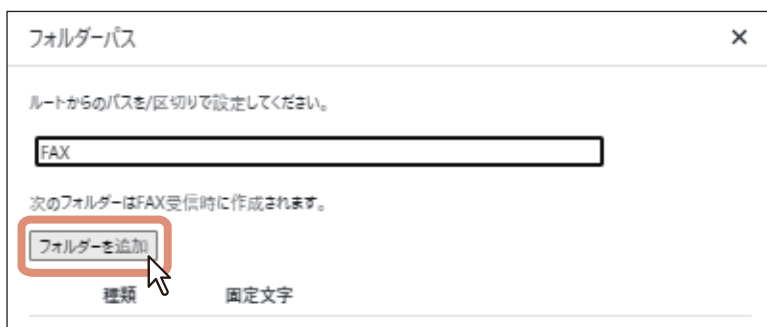 フォルダーパス
ルートからのパスを/区切りで設定してください。
FAX
次のフォルダーはFAX受信時に作成されます。
フォルダーを追加
種類 固定文字